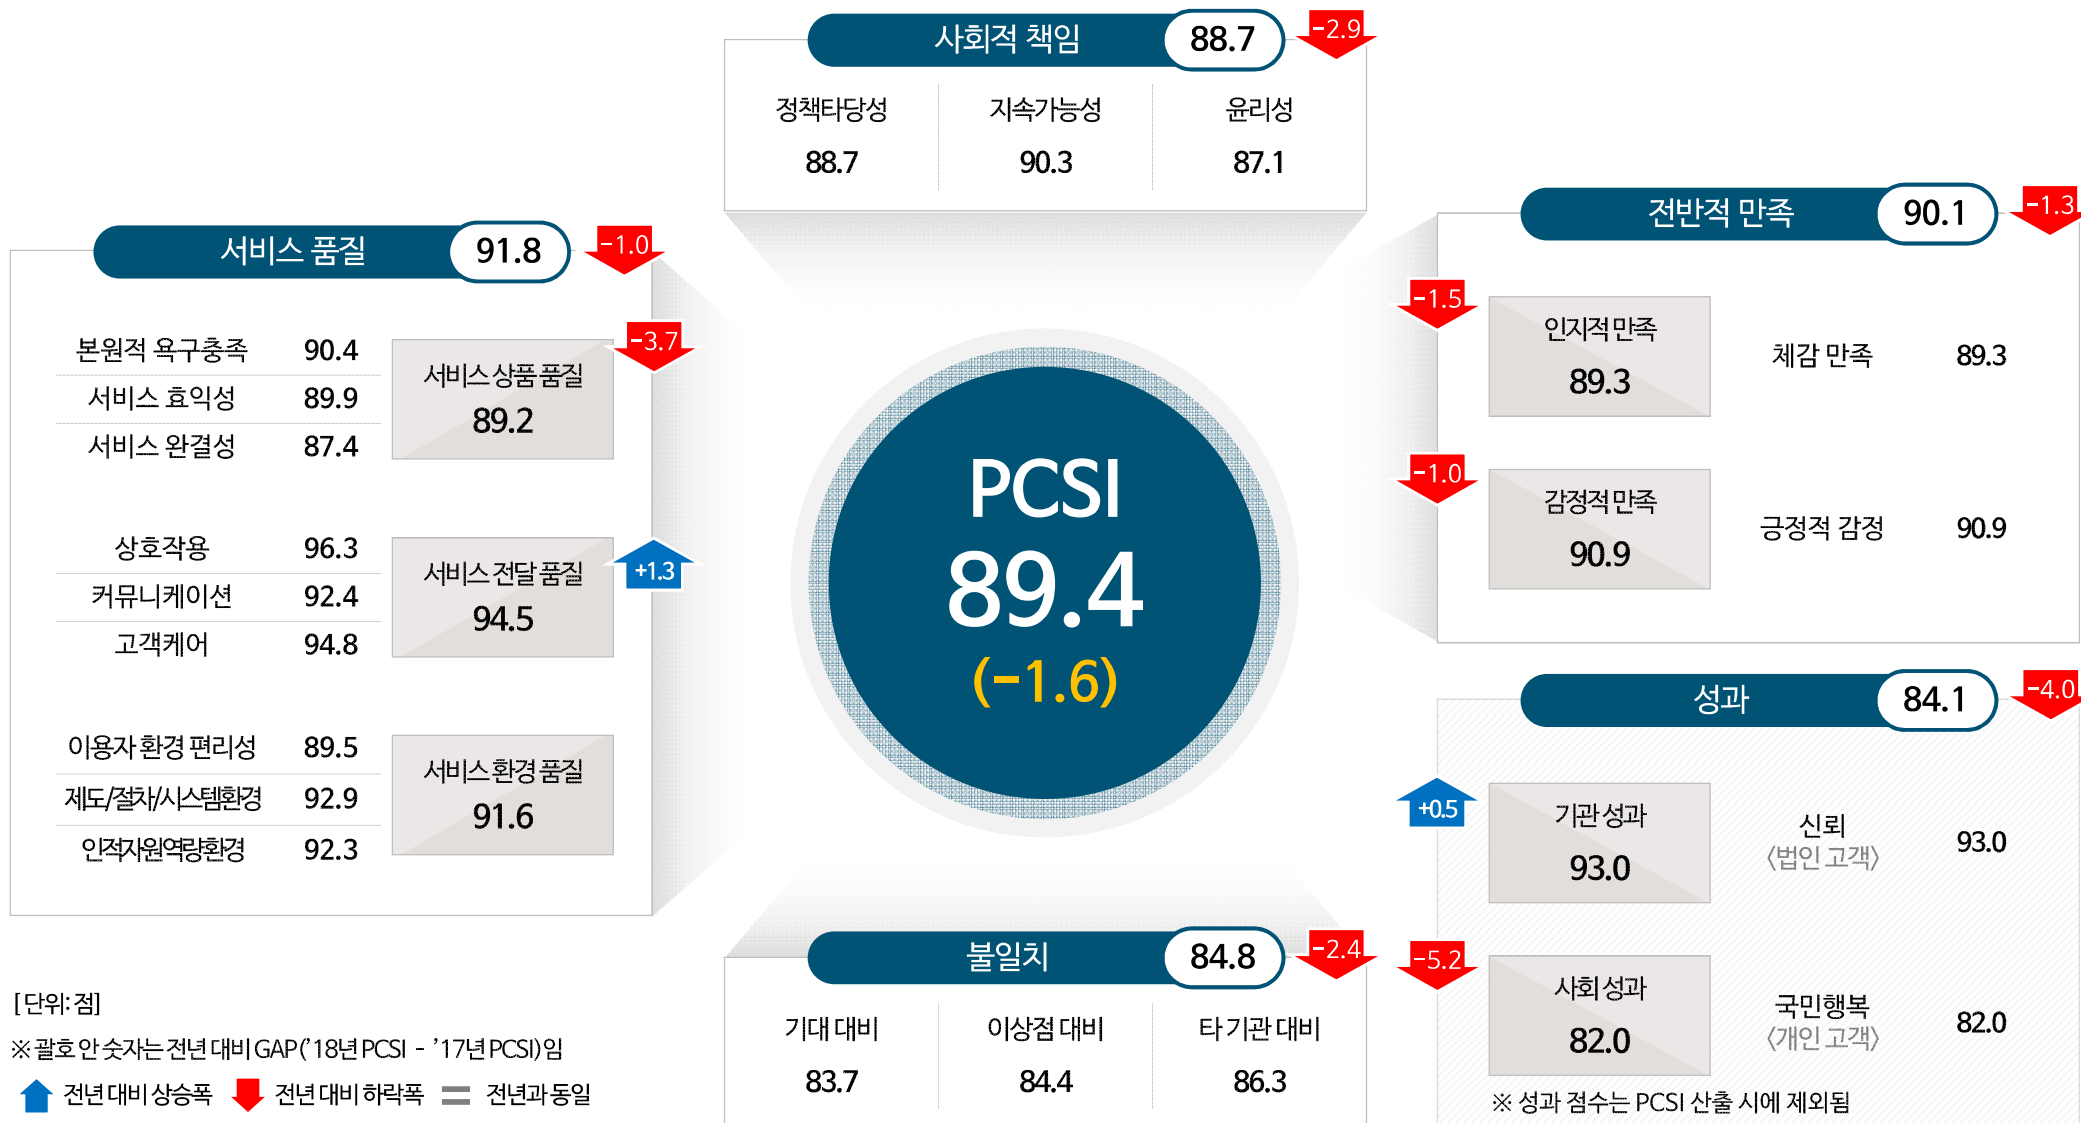 사회적 책임 88.7 -2.9
정책타당성 지속가능성 윤리성
88.7 90.3 87.1
서비스 품질 91.8 -1.0
본원적 욕구충족 90.4
서비스 효익성 89.9
서비스 완결성 87.4
서비스 상품 품질 -3.7
89.2
상호작용 96.3
커뮤니케이션 92.4
고객케어 94.8
서비스 전달 품질 +1.3
94.5
이용자 환경 편리성 89.5
제도/절차/시스템환경 92.9
인적자원역량환경 92.3
서비스 환경 품질
91.6
PCSI
89.4
(-1.6)
전반적 만족 90.1 -1.3
-1.5
인지적 만족
89.3
체감 만족 89.3
-1.0
감정적 만족
90.9
긍정적 감정 90.9
성과 84.1 -4.0
+0.5
기관 성과
93.0
신뢰
<법인 고객>
93.0
-5.2
사회 성과
82.0
국민행복
<개인 고객>
82.0
※ 성과 점수는 PCSI 산출 시에 제외됨
불일치 84.8 -2.4
기대 대비 이상점 대비 타 기관 대비
83.7 84.4 86.3
[단위:점]
※ 괄호 안 숫자는 전년 대비 GAP(’18년 PCSI - ’17년 PCSI)임
전년 대비 상승폭 전년 대비 하락폭 전년과 동일